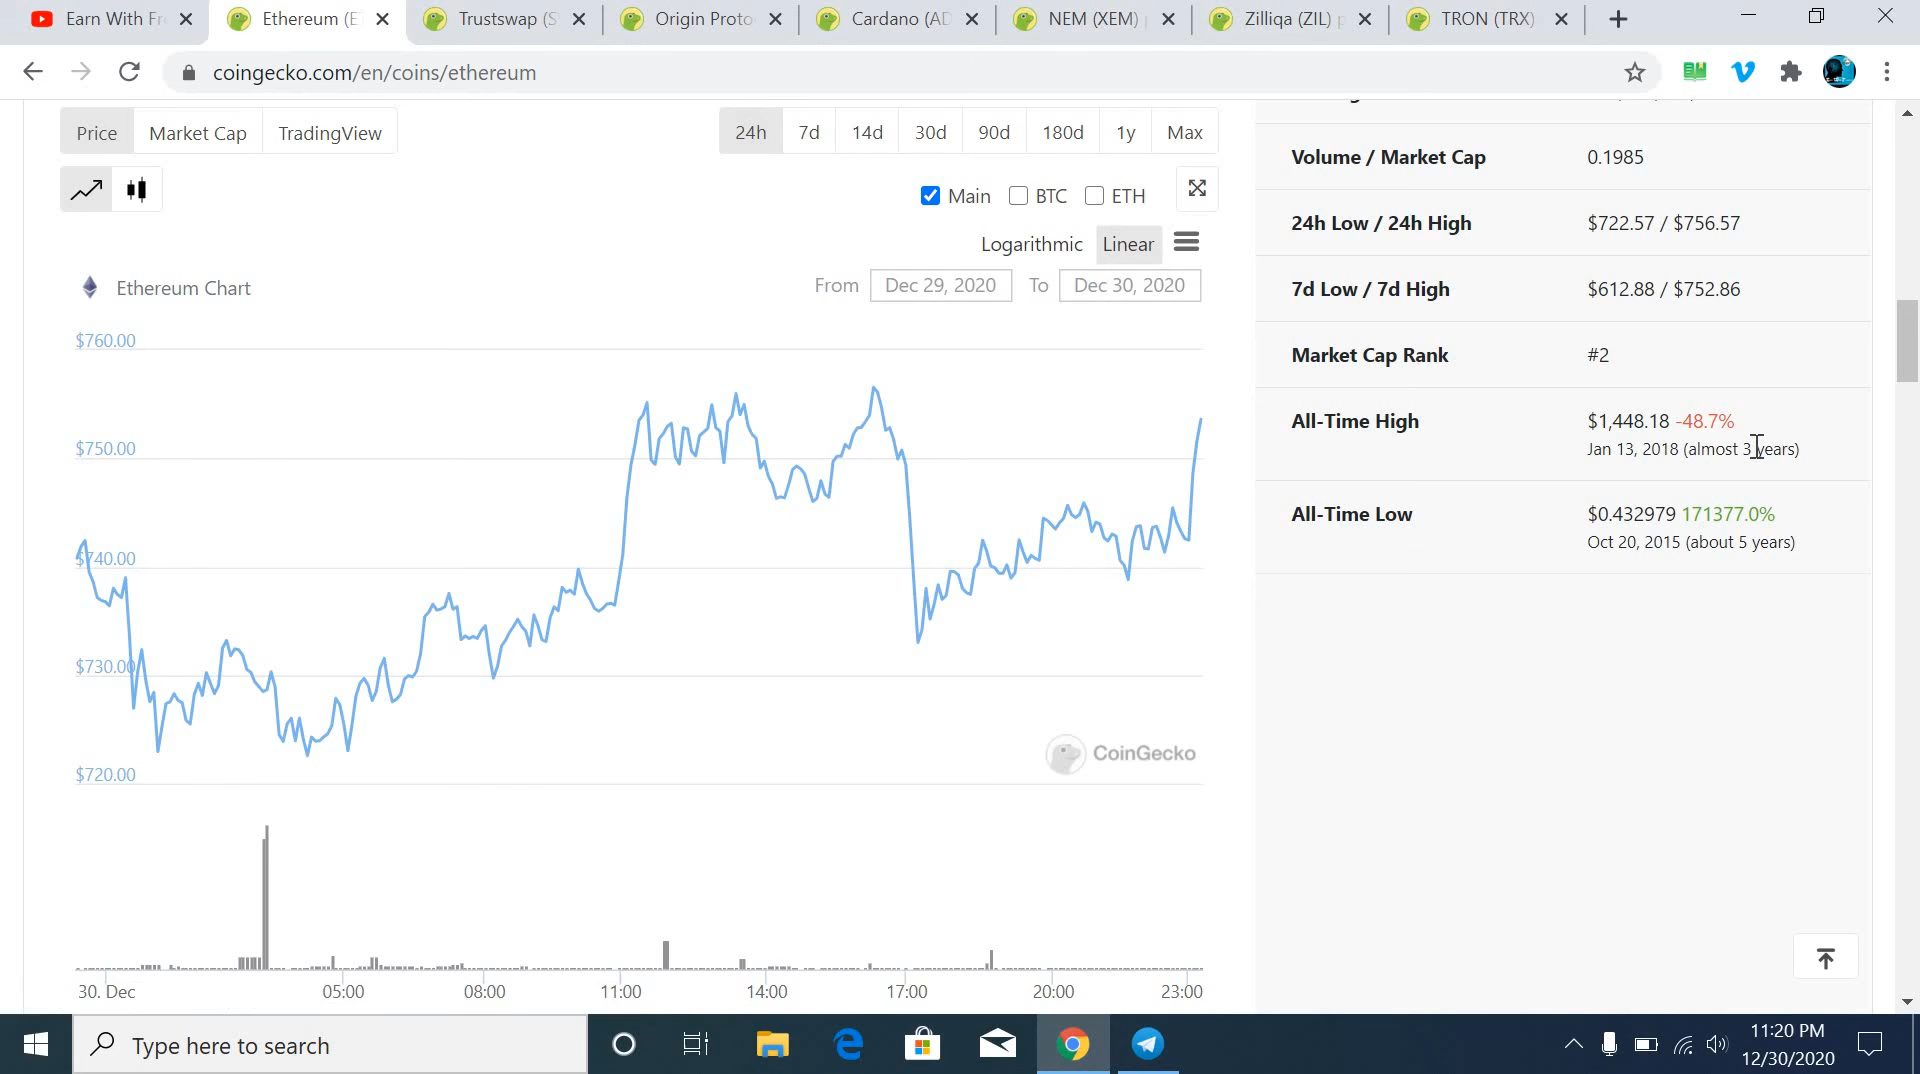 Earn With Fr
Ethereum (E
Trustswap (S
Origin Proto
Cardano (AD
NEM (XEM) p
Zilliqa (ZIL) p
TRON (TRX)
coingecko.com/en/coins/ethereum
Price
Market Cap
TradingView
24h
7d
14d
30d
90d
180d
1y
Max
Main
BTC
ETH
Logarithmic
Linear
Ethereum Chart
From
Dec 29, 2020
To
Dec 30, 2020
$760.00
$750.00
$740.00
$730.00
$720.00
CoinGecko
30. Dec
05:00
08:00
11:00
14:00
17:00
20:00
23:00
Volume / Market Cap
0.1985
24h Low / 24h High
$722.57 / $756.57
7d Low / 7d High
$612.88 / $752.86
Market Cap Rank
#2
All-Time High
$1,448.18 -48.7%
Jan 13, 2018 (almost 3 years)
All-Time Low
$0.432979 171377.0%
Oct 20, 2015 (about 5 years)
Type here to search
11:20 PM
12/30/2020